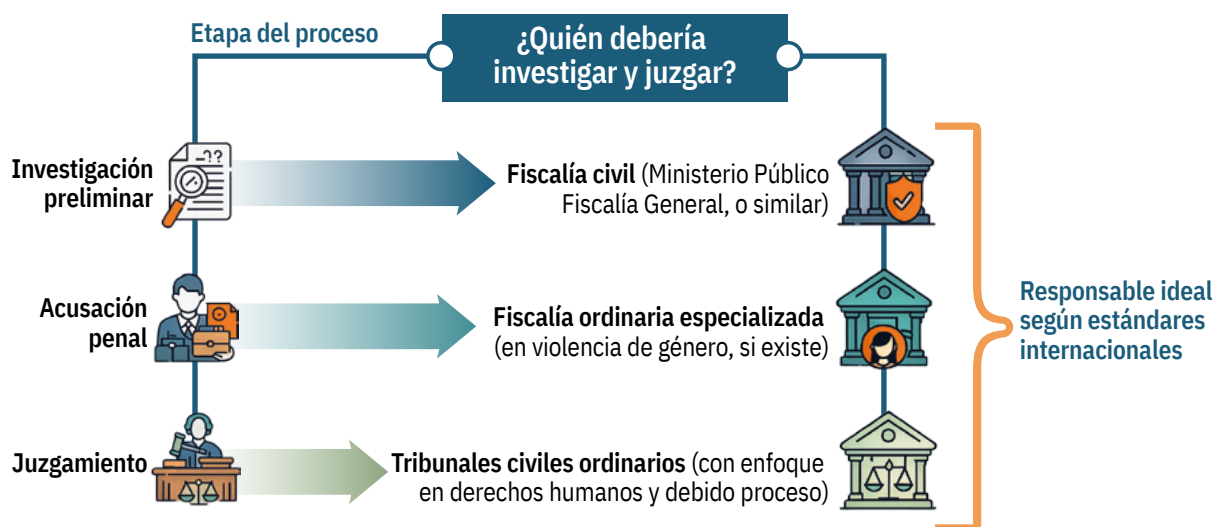 Etapa del proceso
¿Quién debería
investigar y juzgar?
Investigación
preliminar
-??
Fiscalía civil (Ministerio Público
Fiscalía General, o similar)
Acusación
penal
Fiscalía ordinaria especializada
(en violencia de género, si existe)
Responsable ideal
según estándares
internacionales
Juzgamiento
Tribunales civiles ordinarios (con enfoque
en derechos humanos y debido proceso)